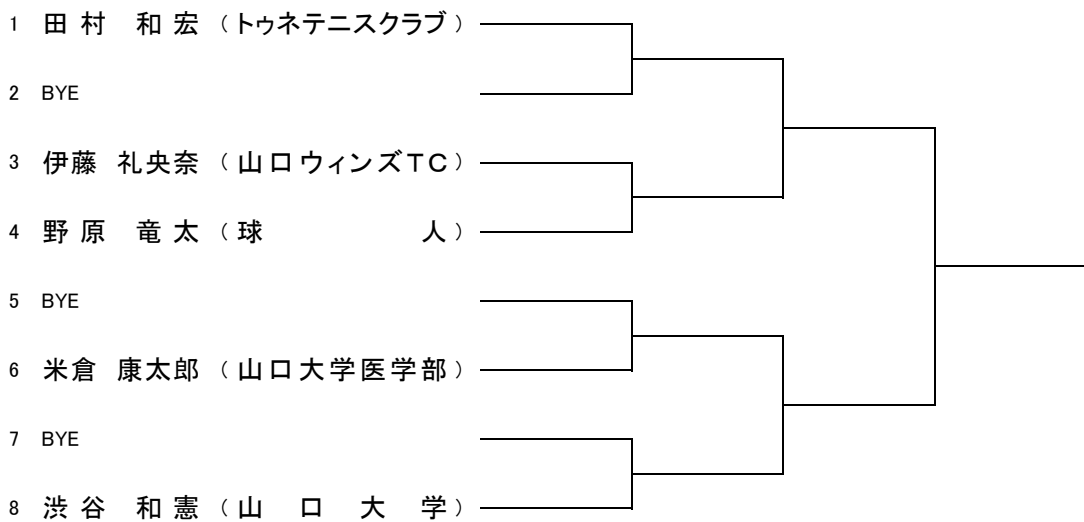 1 田村 和宏 (トゥネテニスクラブ)
2 BYE
3 伊藤 礼央奈 (山口ウィンズTC)
4 野原 竜太 (球人)
5 BYE
6 米倉 康太郎 (山口大学医学部)
7 BYE
8 渋谷 和憲 (山口大学)